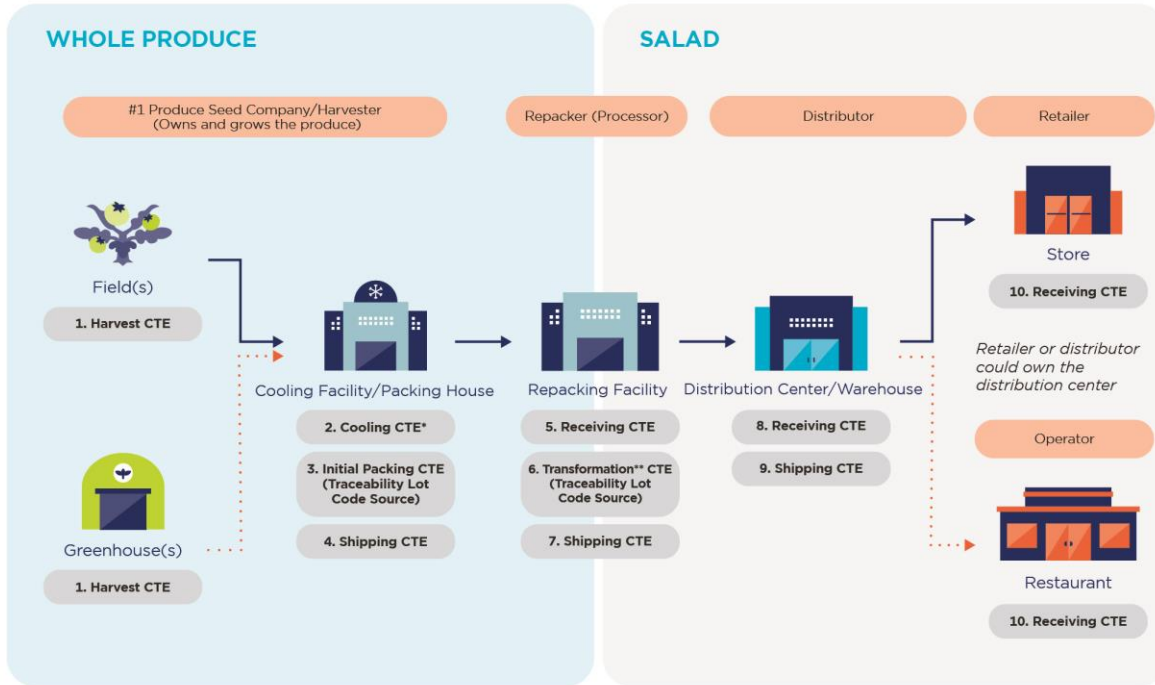 WHOLE PRODUCE
SALAD
#1 Produce Seed Company/Harvester
(Owns and grows the produce)
Repacker (Processor)
Distributor
Retailer
Field(s)
1. Harvest CTE
Greenhouse(s)
1. Harvest CTE
Cooling Facility/Packing House
2. Cooling CTE*
3. Initial Packing CTE
(Traceability Lot
Code Source)
4. Shipping CTE
Repacking Facility
5. Receiving CTE
6. Transformation** CTE
(Traceability Lot
Code Source)
7. Shipping CTE
Distribution Center/Warehouse
8. Receiving CTE
9. Shipping CTE
Store
10. Receiving CTE
Retailer or distributor
could own the
distribution center
Operator
Restaurant
10. Receiving CTE